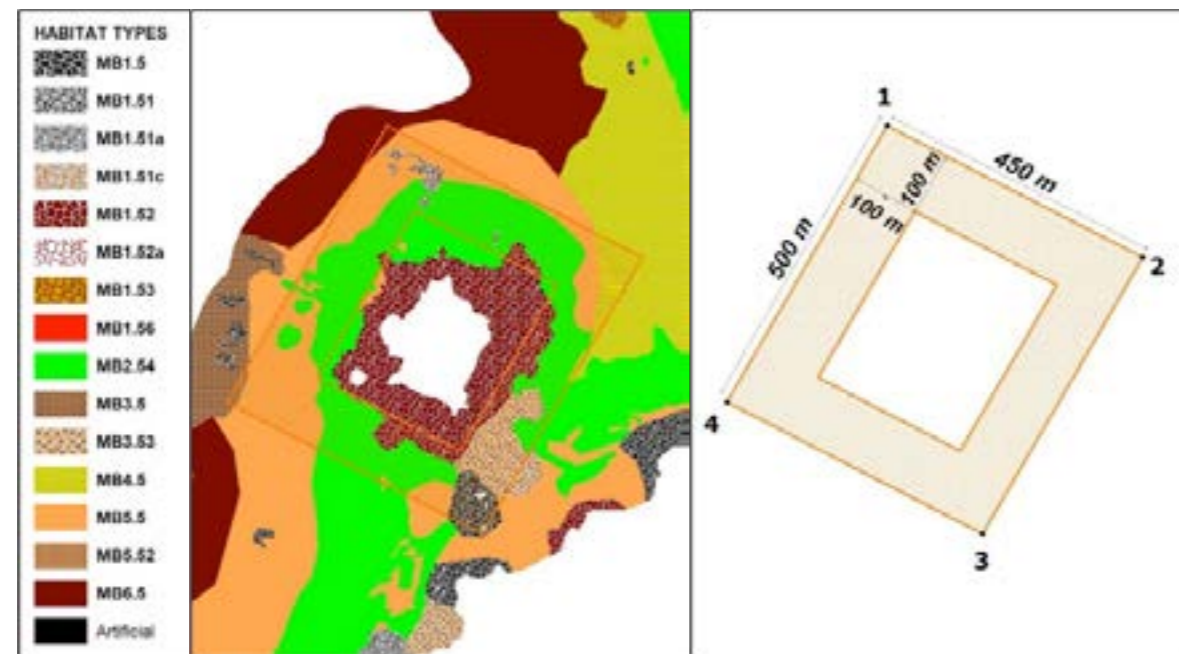 HABITAT TYPES
MB1.5
MB1.51
MB1.51a
MB1.51c
MB1.52
MB1.52a
MB1.53
MB1.56
MB2.54
MB3.5
MB3.53
MB4.5
MB5.5
MB5.52
MB6.5
Artificial
1
450 m
100 m
100 m
500 m
2
4
3